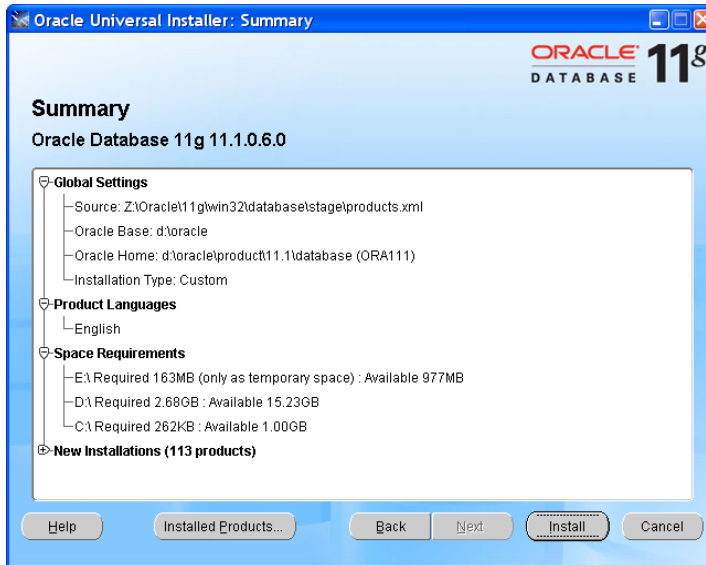 Oracle Universal Installer: Summary
ORACLE
DATABASE 11g
Summary
Oracle Database 11g 11.1.0.6.0
Global Settings
Source: Z:\Oracle\11g\win32\database\stage\products.xml
Oracle Base: d:\oracle
Oracle Home: d:\oracle\product\11.1\database (ORA111)
Installation Type: Custom
Product Languages
English
Space Requirements
E:\ Required 163MB (only as temporary space) : Available 977MB
D:\ Required 2.68GB : Available 15.23GB
C:\ Required 262KB : Available 1.00GB
New Installations (113 products)
Help Installed Products... Back Next Install Cancel